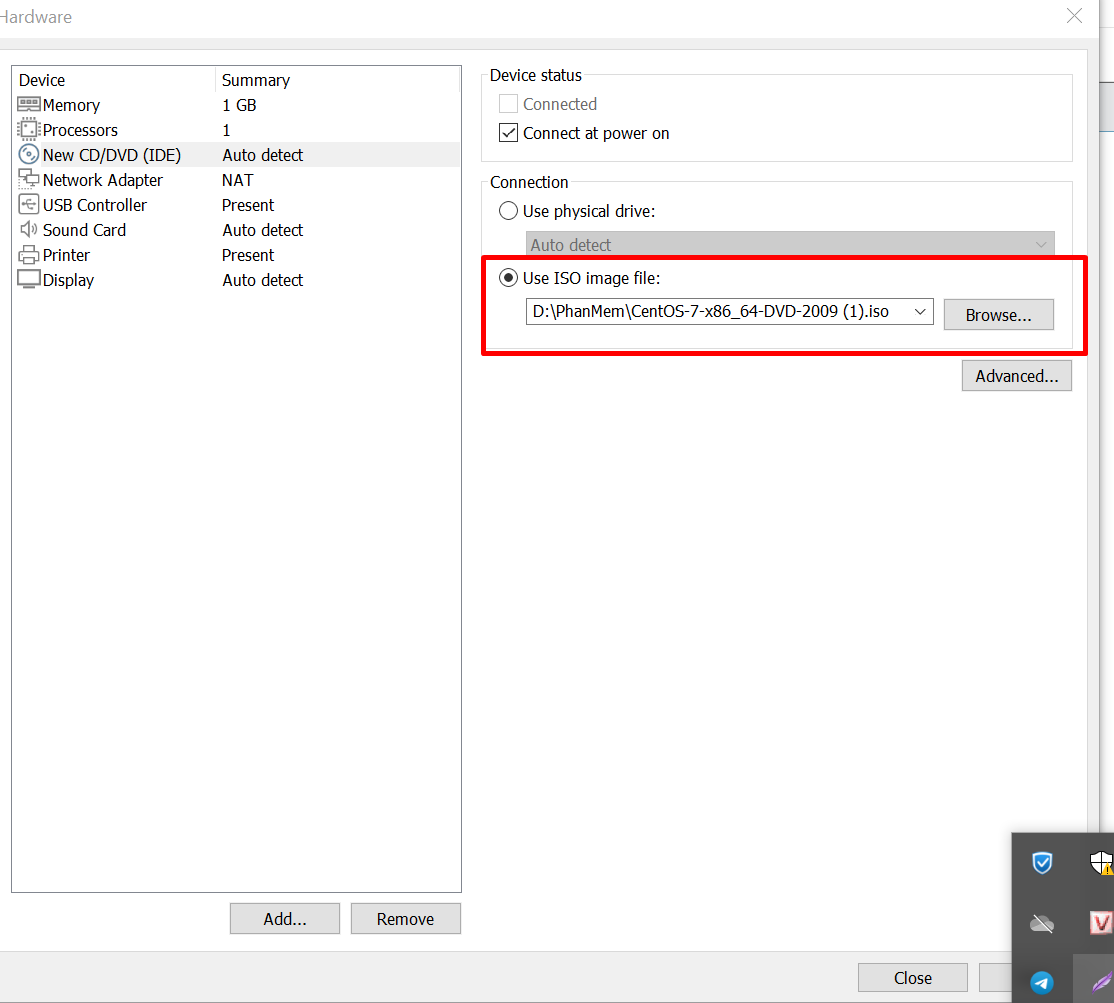 Hardware
Device Summary
Memory 1 GB
Processors 1
New CD/DVD (IDE) Auto detect
Network Adapter NAT
USB Controller Present
Sound Card Auto detect
Printer Present
Display Auto detect
Add... Remove
Device status
Connected
Connect at power on
Connection
Use physical drive:
Auto detect
Use ISO image file:
D:\PhanMem\CentOS-7-x86_64-DVD-2009 (1).iso Browse...
Advanced...
Close
V